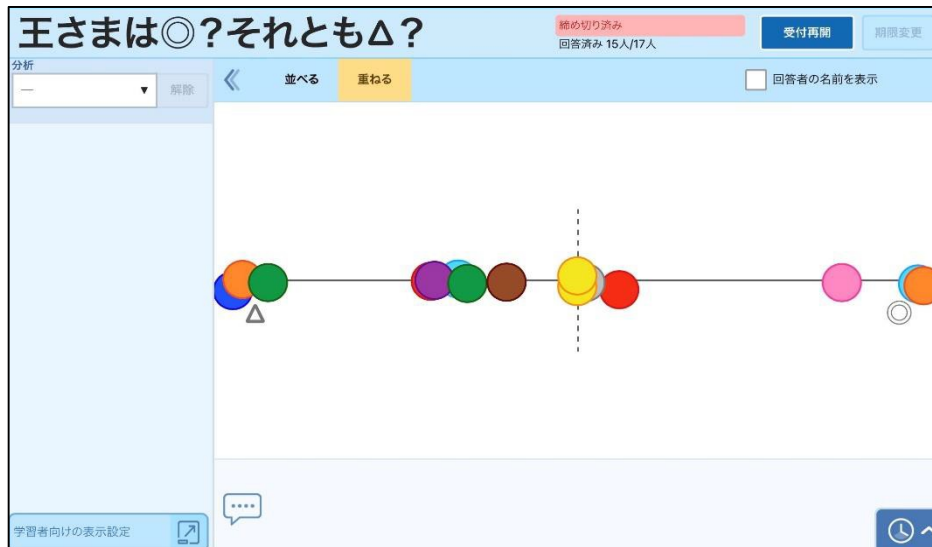 王さまは◎？それともΔ？
締め切り済み
回答済み 15人/17人
受付再開
期限変更
分析
—
解除
並べる
重ねる
回答者の名前を表示
Δ
◎
学習者向けの表示設定